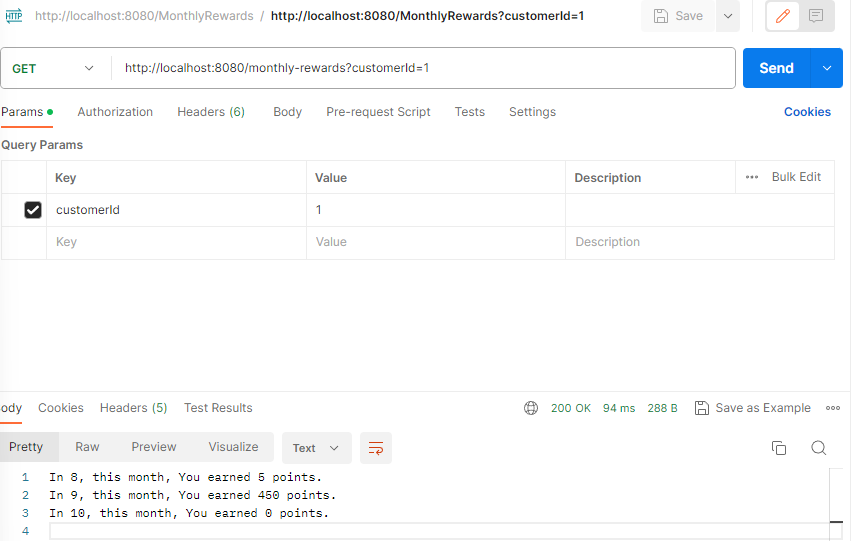 HTTP http://localhost:8080/MonthlyRewards / http://localhost:8080/MonthlyRewards?customerId=1 Save
GET http://localhost:8080/monthly-rewards?customerId=1 Send
Params Authorization Headers (6) Body Pre-request Script Tests Settings Cookies
Query Params
Key Value Description Bulk Edit
customerId 1
Key Value Description
ody Cookies Headers (5) Test Results 200 OK 94 ms 288 B Save as Example
Pretty Raw Preview Visualize Text
1 In 8, this month, You earned 5 points.
2 In 9, this month, You earned 450 points.
3 In 10, this month, You earned 0 points.
4